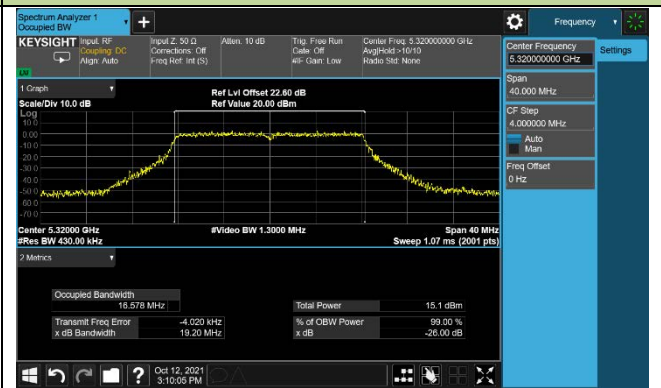 Spectrum Analyzer 1
Occupied BW
+
Frequency
KEYSIGHT
Input: RF
Coupling: DC
Align: Auto
Input Z: 50 Ω
Corrections: Off
Freq Ref: Int (S)
Atten: 10 dB
Trig: Free Run
Gate: Off
#IF Gain: Low
Center Freq: 5.320000000 GHz
Avg|Hold:>10/10
Radio Std: None
Center Frequency
5.320000000 GHz
Settings
Span
40.000 MHz
CF Step
4.000000 MHz
Auto
Man
Freq Offset
0 Hz
1 Graph
Scale/Div 10.0 dB
Ref Lvl Offset 22.60 dB
Ref Value 20.00 dBm
Log
10.0
0.00
-10.0
-20.0
-30.0
-40.0
-50.0
-60.0
-70.0
Center 5.32000 GHz
#Res BW 430.00 kHz
#Video BW 1.3000 MHz
Span 40 MHz
Sweep 1.07 ms (2001 pts)
2 Metrics
Occupied Bandwidth
16.578 MHz
Total Power 15.1 dBm
Transmit Freq Error -4.020 kHz
% of OBW Power 99.00 %
x dB Bandwidth 19.20 MHz
x dB -26.00 dB
?
Oct 12, 2021
3:10:05 PM